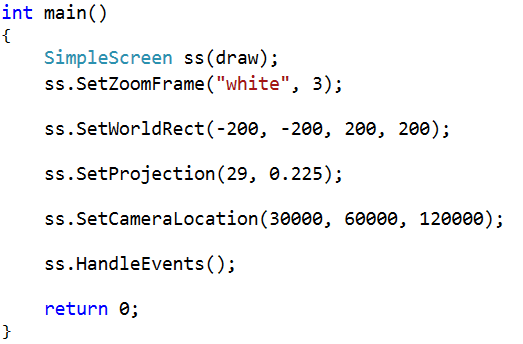 int main()
{
    SimpleScreen ss(draw);
    ss.SetZoomFrame("white", 3);

    ss.SetWorldRect(-200, -200, 200, 200);

    ss.SetProjection(29, 0.225);

    ss.SetCameraLocation(30000, 60000, 120000);

    ss.HandleEvents();

    return 0;
}